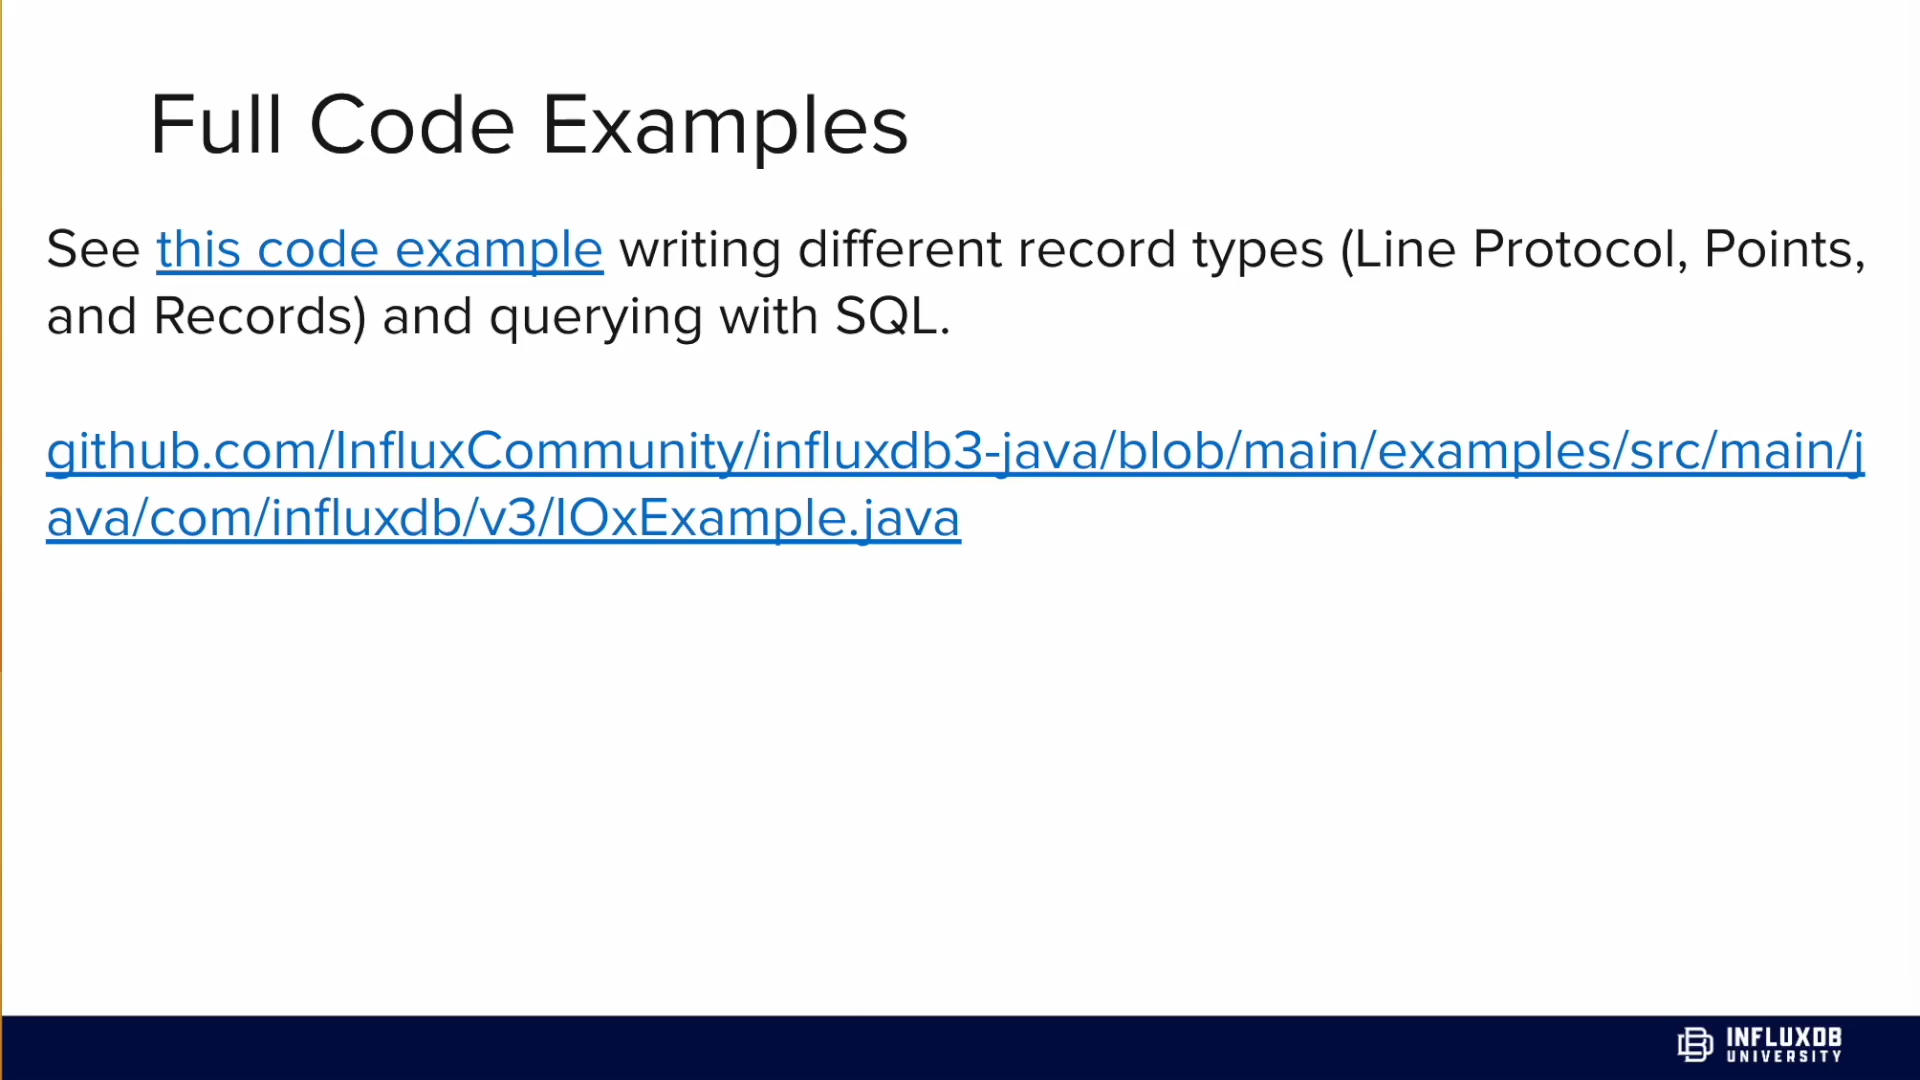 Full Code Examples
See this code example writing different record types (Line Protocol, Points,
and Records) and querying with SQL.
github.com/InfluxCommunity/influxdb3-java/blob/main/examples/src/main/j
ava/com/influxdb/v3/IOxExample.java
INFLUXDB
UNIVERSITY